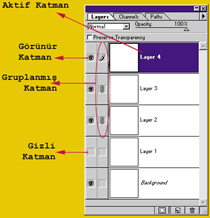 Aktif Katman
Layers Channels Paths
Normal Opacity: 100%
Preserve Transparency
Görünür Katman
Layer 4
Gruplanmış Katman
Layer 3
Layer 2
Gizli Katman
Layer 1
Background